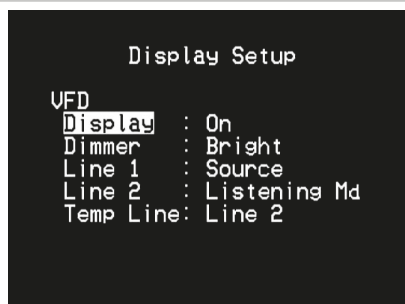 Display Setup
VFD
Display : On
Dimmer : Bright
Line 1 : Source
Line 2 : Listening Md
Temp Line: Line 2